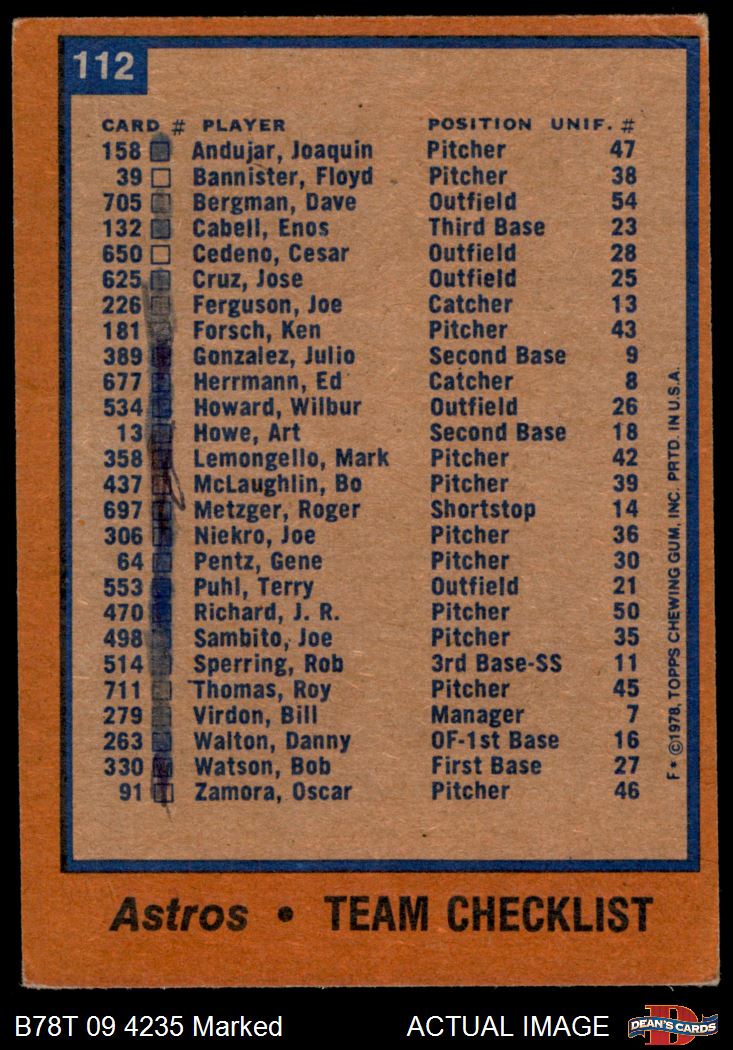 112
CARD # PLAYER POSITION UNIF. #
158 Andujar, Joaquin Pitcher 47
39 Bannister, Floyd Pitcher 38
705 Bergman, Dave Outfield 54
132 Cabell, Enos Third Base 23
650 Cedeno, Cesar Outfield 28
625 Cruz, Jose Outfield 25
226 Ferguson, Joe Catcher 13
181 Forsch, Ken Pitcher 43
389 Gonzalez, Julio Second Base 9
677 Herrmann, Ed Catcher 8
534 Howard, Wilbur Outfield 26
13 Howe, Art Second Base 18
358 Lemongello, Mark Pitcher 42
437 McLaughlin, Bo Pitcher 39
697 Metzger, Roger Shortstop 14
306 Niekro, Joe Pitcher 36
64 Pentz, Gene Pitcher 30
553 Puhl, Terry Outfield 21
470 Richard, J. R. Pitcher 50
498 Sambito, Joe Pitcher 35
514 Sperring, Rob 3rd Base-SS 11
711 Thomas, Roy Pitcher 45
279 Virdon, Bill Manager 7
263 Walton, Danny OF-1st Base 16
330 Watson, Bob First Base 27
91 Zamora, Oscar Pitcher 46
F* ©1978, TOPPS CHEWING GUM, INC. PRTD. IN U.S.A.
Astros • TEAM CHECKLIST
B78T 09 4235 Marked ACTUAL IMAGE
D
DEAN'S CARDS